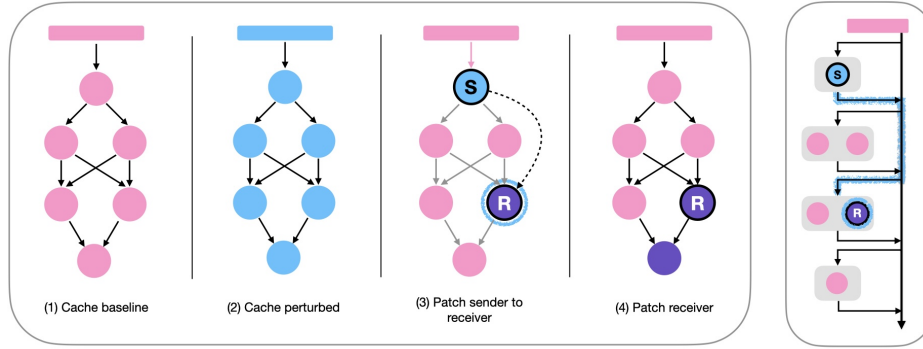 S
S
R
R
R
(1) Cache baseline
(2) Cache perturbed
(3) Patch sender to
receiver
(4) Patch receiver